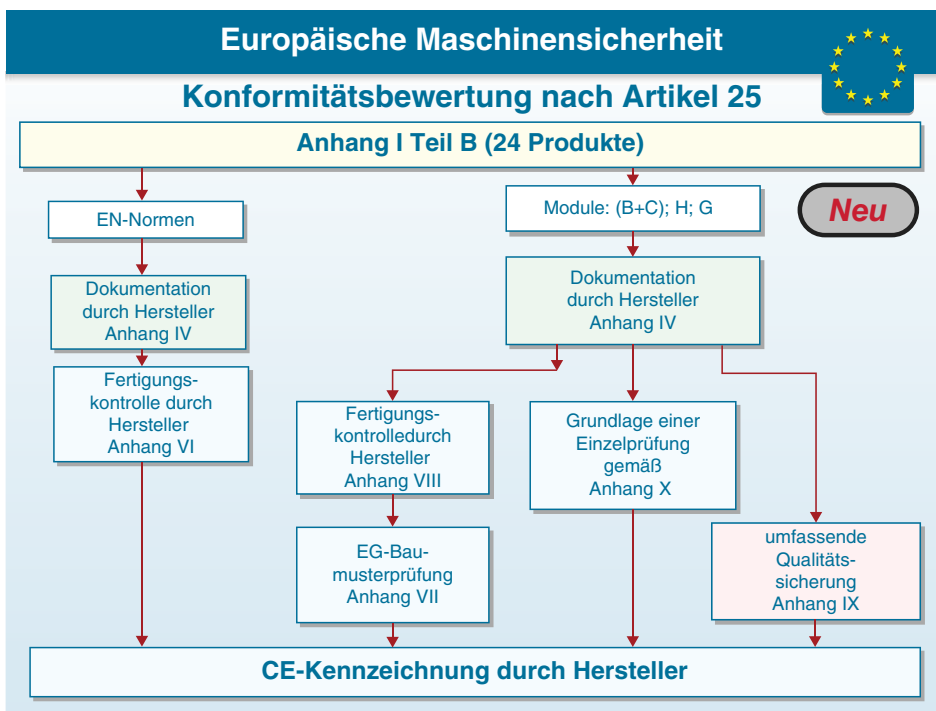 Europäische Maschinensicherheit
Konformitätsbewertung nach Artikel 25
Anhang I Teil B (24 Produkte)
EN-Normen
Dokumentation
durch Hersteller
Anhang IV
Fertigungs-
kontrolle durch
Hersteller
Anhang VI
Module: (B+C); H; G
Neu
Dokumentation
durch Hersteller
Anhang IV
Fertigungs-
kontrolledurch
Hersteller
Anhang VIII
EG-Bau-
musterprüfung
Anhang VII
Grundlage einer
Einzelprüfung
gemäß
Anhang X
umfassende
Qualitäts-
sicherung
Anhang IX
CE-Kennzeichnung durch Hersteller